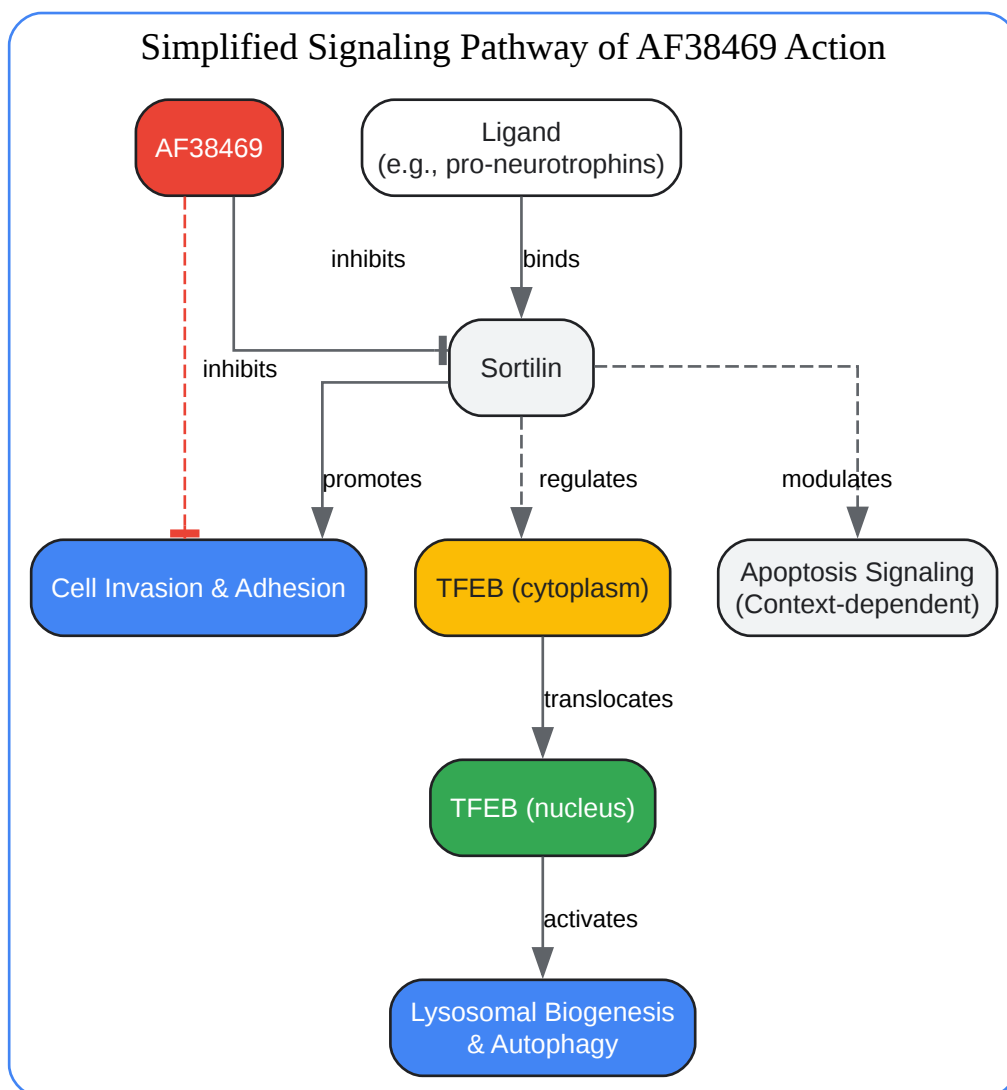 Simplified Signaling Pathway of AF38469 Action
AF38469
Ligand
(e.g., pro-neurotrophins)
inhibits
binds
Sortilin
inhibits
promotes
regulates
modulates
Cell Invasion & Adhesion
TFEB (cytoplasm)
Apoptosis Signaling
(Context-dependent)
translocates
TFEB (nucleus)
activates
Lysosomal Biogenesis
& Autophagy